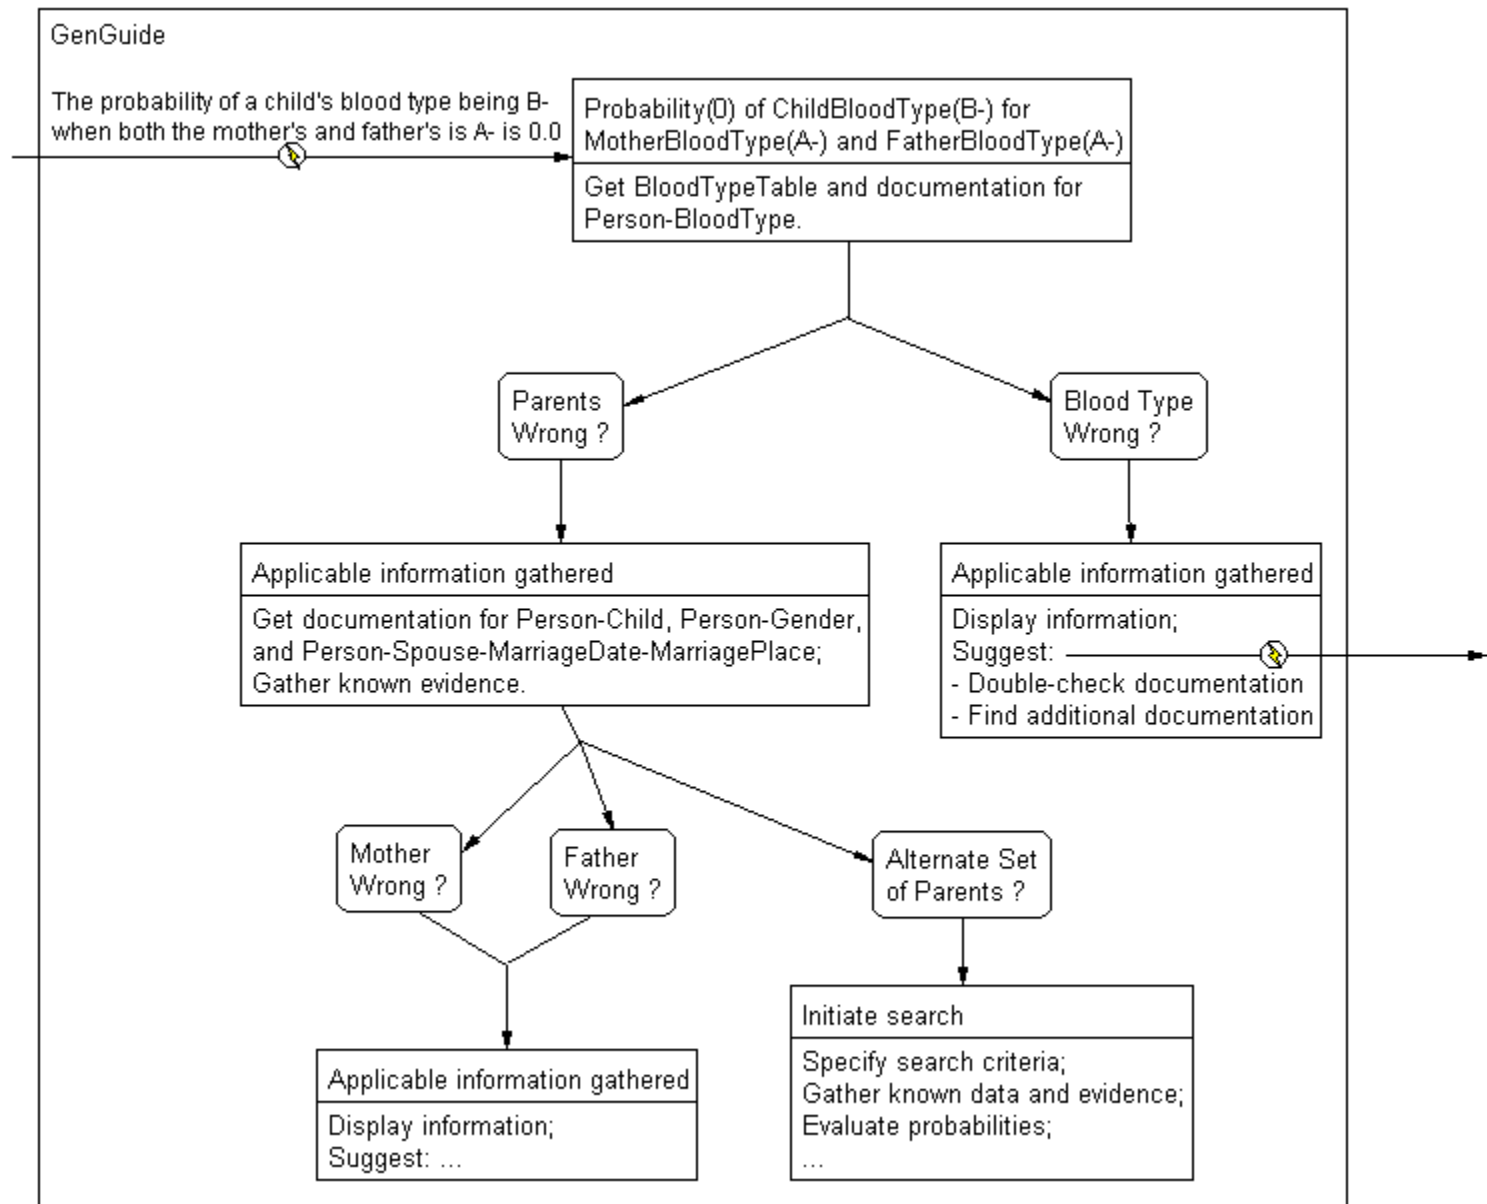 GenGuide
The probability of a child's blood type being B-
when both the mother's and father's is A- is 0.0
Probability(0) of ChildBloodType(B-) for
MotherBloodType(A-) and FatherBloodType(A-)
Get BloodTypeTable and documentation for
Person-BloodType.
Parents
Wrong ?
Blood Type
Wrong ?
Applicable information gathered
Get documentation for Person-Child, Person-Gender,
and Person-Spouse-MarriageDate-MarriagePlace;
Gather known evidence.
Applicable information gathered
Display information;
Suggest:
- Double-check documentation
- Find additional documentation
Mother
Wrong ?
Father
Wrong ?
Alternate Set
of Parents ?
Applicable information gathered
Display information;
Suggest: ...
Initiate search
Specify search criteria;
Gather known data and evidence;
Evaluate probabilities;
...